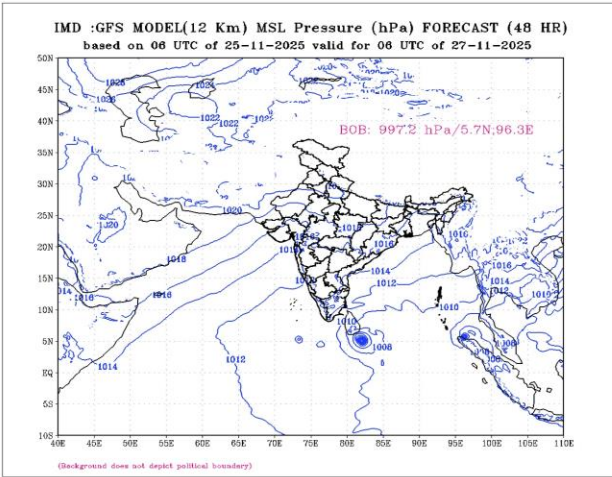 IMD :GFS MODEL(12 Km) MSL Pressure (hPa) FORECAST (48 HR)
based on 06 UTC of 25-11-2025 valid for 06 UTC of 27-11-2025
50N
45N
40N
35N
30N
25N
20N
15N
10N
5N
EQ
5S
10S
BOB: 997.2 hPa/5.7N,96.3E
1026
1026
1024
1022
1022
1022
1020
1020
1018
1016
1016
1014
1014
1012
1016
1014
1012
1010
1010
1008
1016
1016
1014
1012
1008
40E 45E 50E 55E 60E 65E 70E 75E 80E 85E 90E 95E 100E 105E 110E
(Background does not depict political boundary)